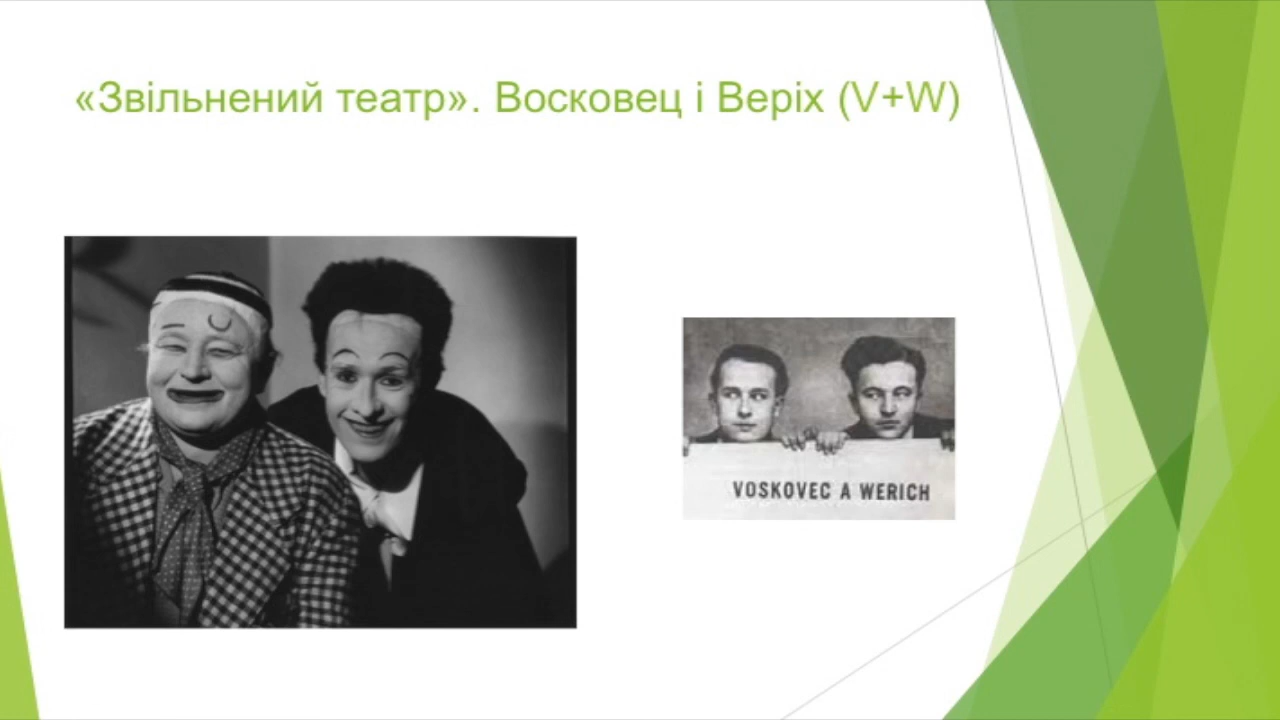 «Звільнений театр». Восковец і Веріх (V+W)
VOSKOVEC A WERICH